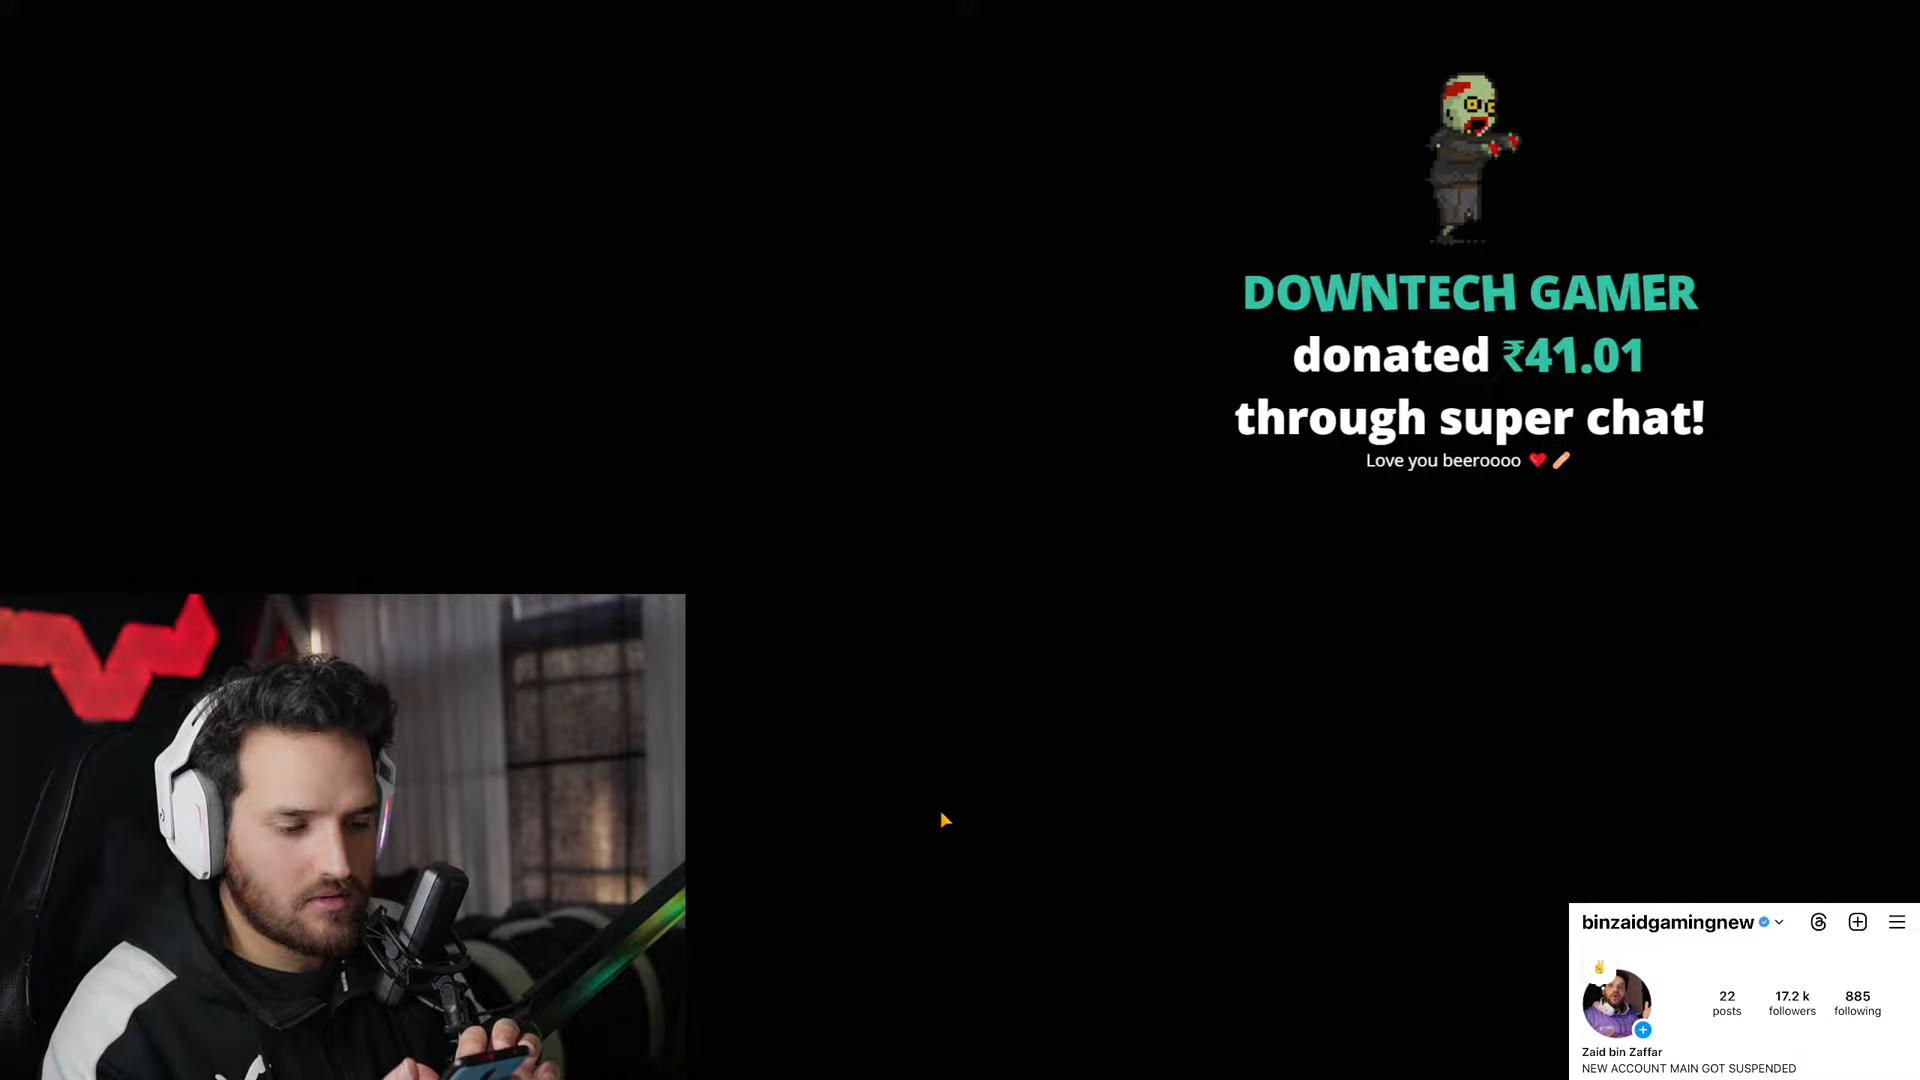 DOWNTECH GAMER
donated ₹41.01
through super chat!
Love you beeroooo ❤️ 🩹
binzaidgamingnew
22 17.2 k 885
posts followers following
Zaid bin Zaffar
NEW ACCOUNT MAIN GOT SUSPENDED